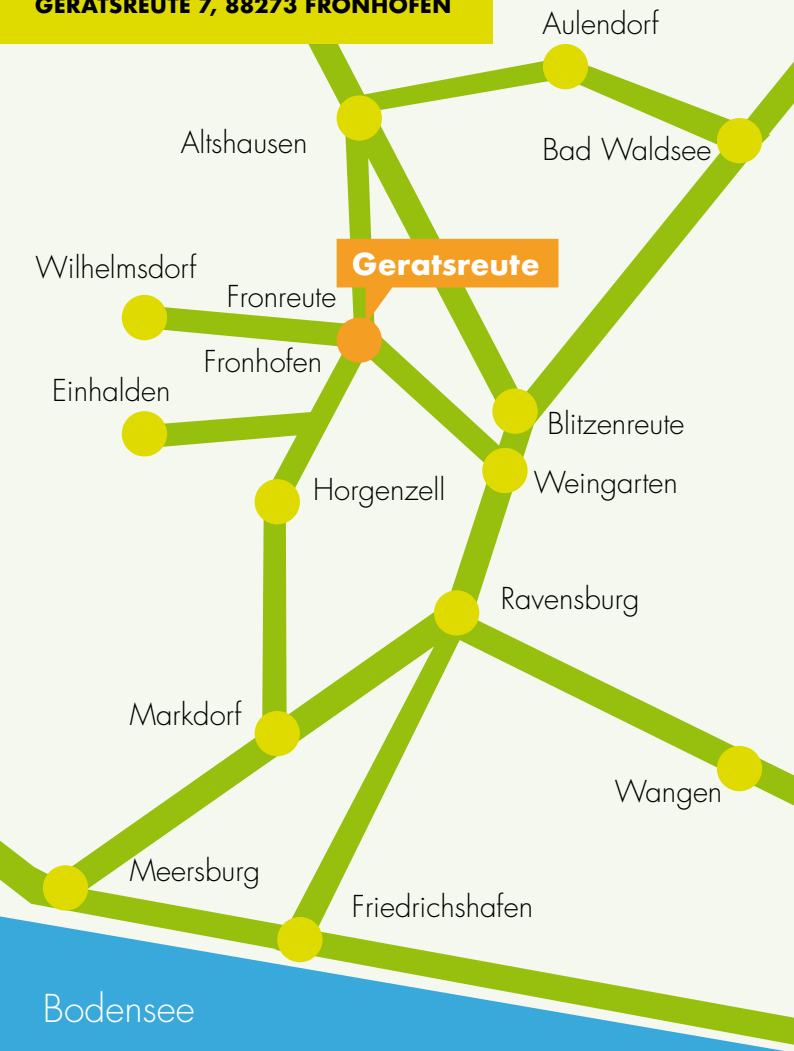 GERATSREUTE 7, 88273 FRONHOFEN
Aulendorf
Altshausen
Bad Waldsee
Geratsreute
Wilhelmsdorf
Fronreute
Fronhofen
Einhalden
Blitzenreute
Horgenzell
Weingarten
Ravensburg
Markdorf
Wangen
Meersburg
Friedrichshafen
Bodensee